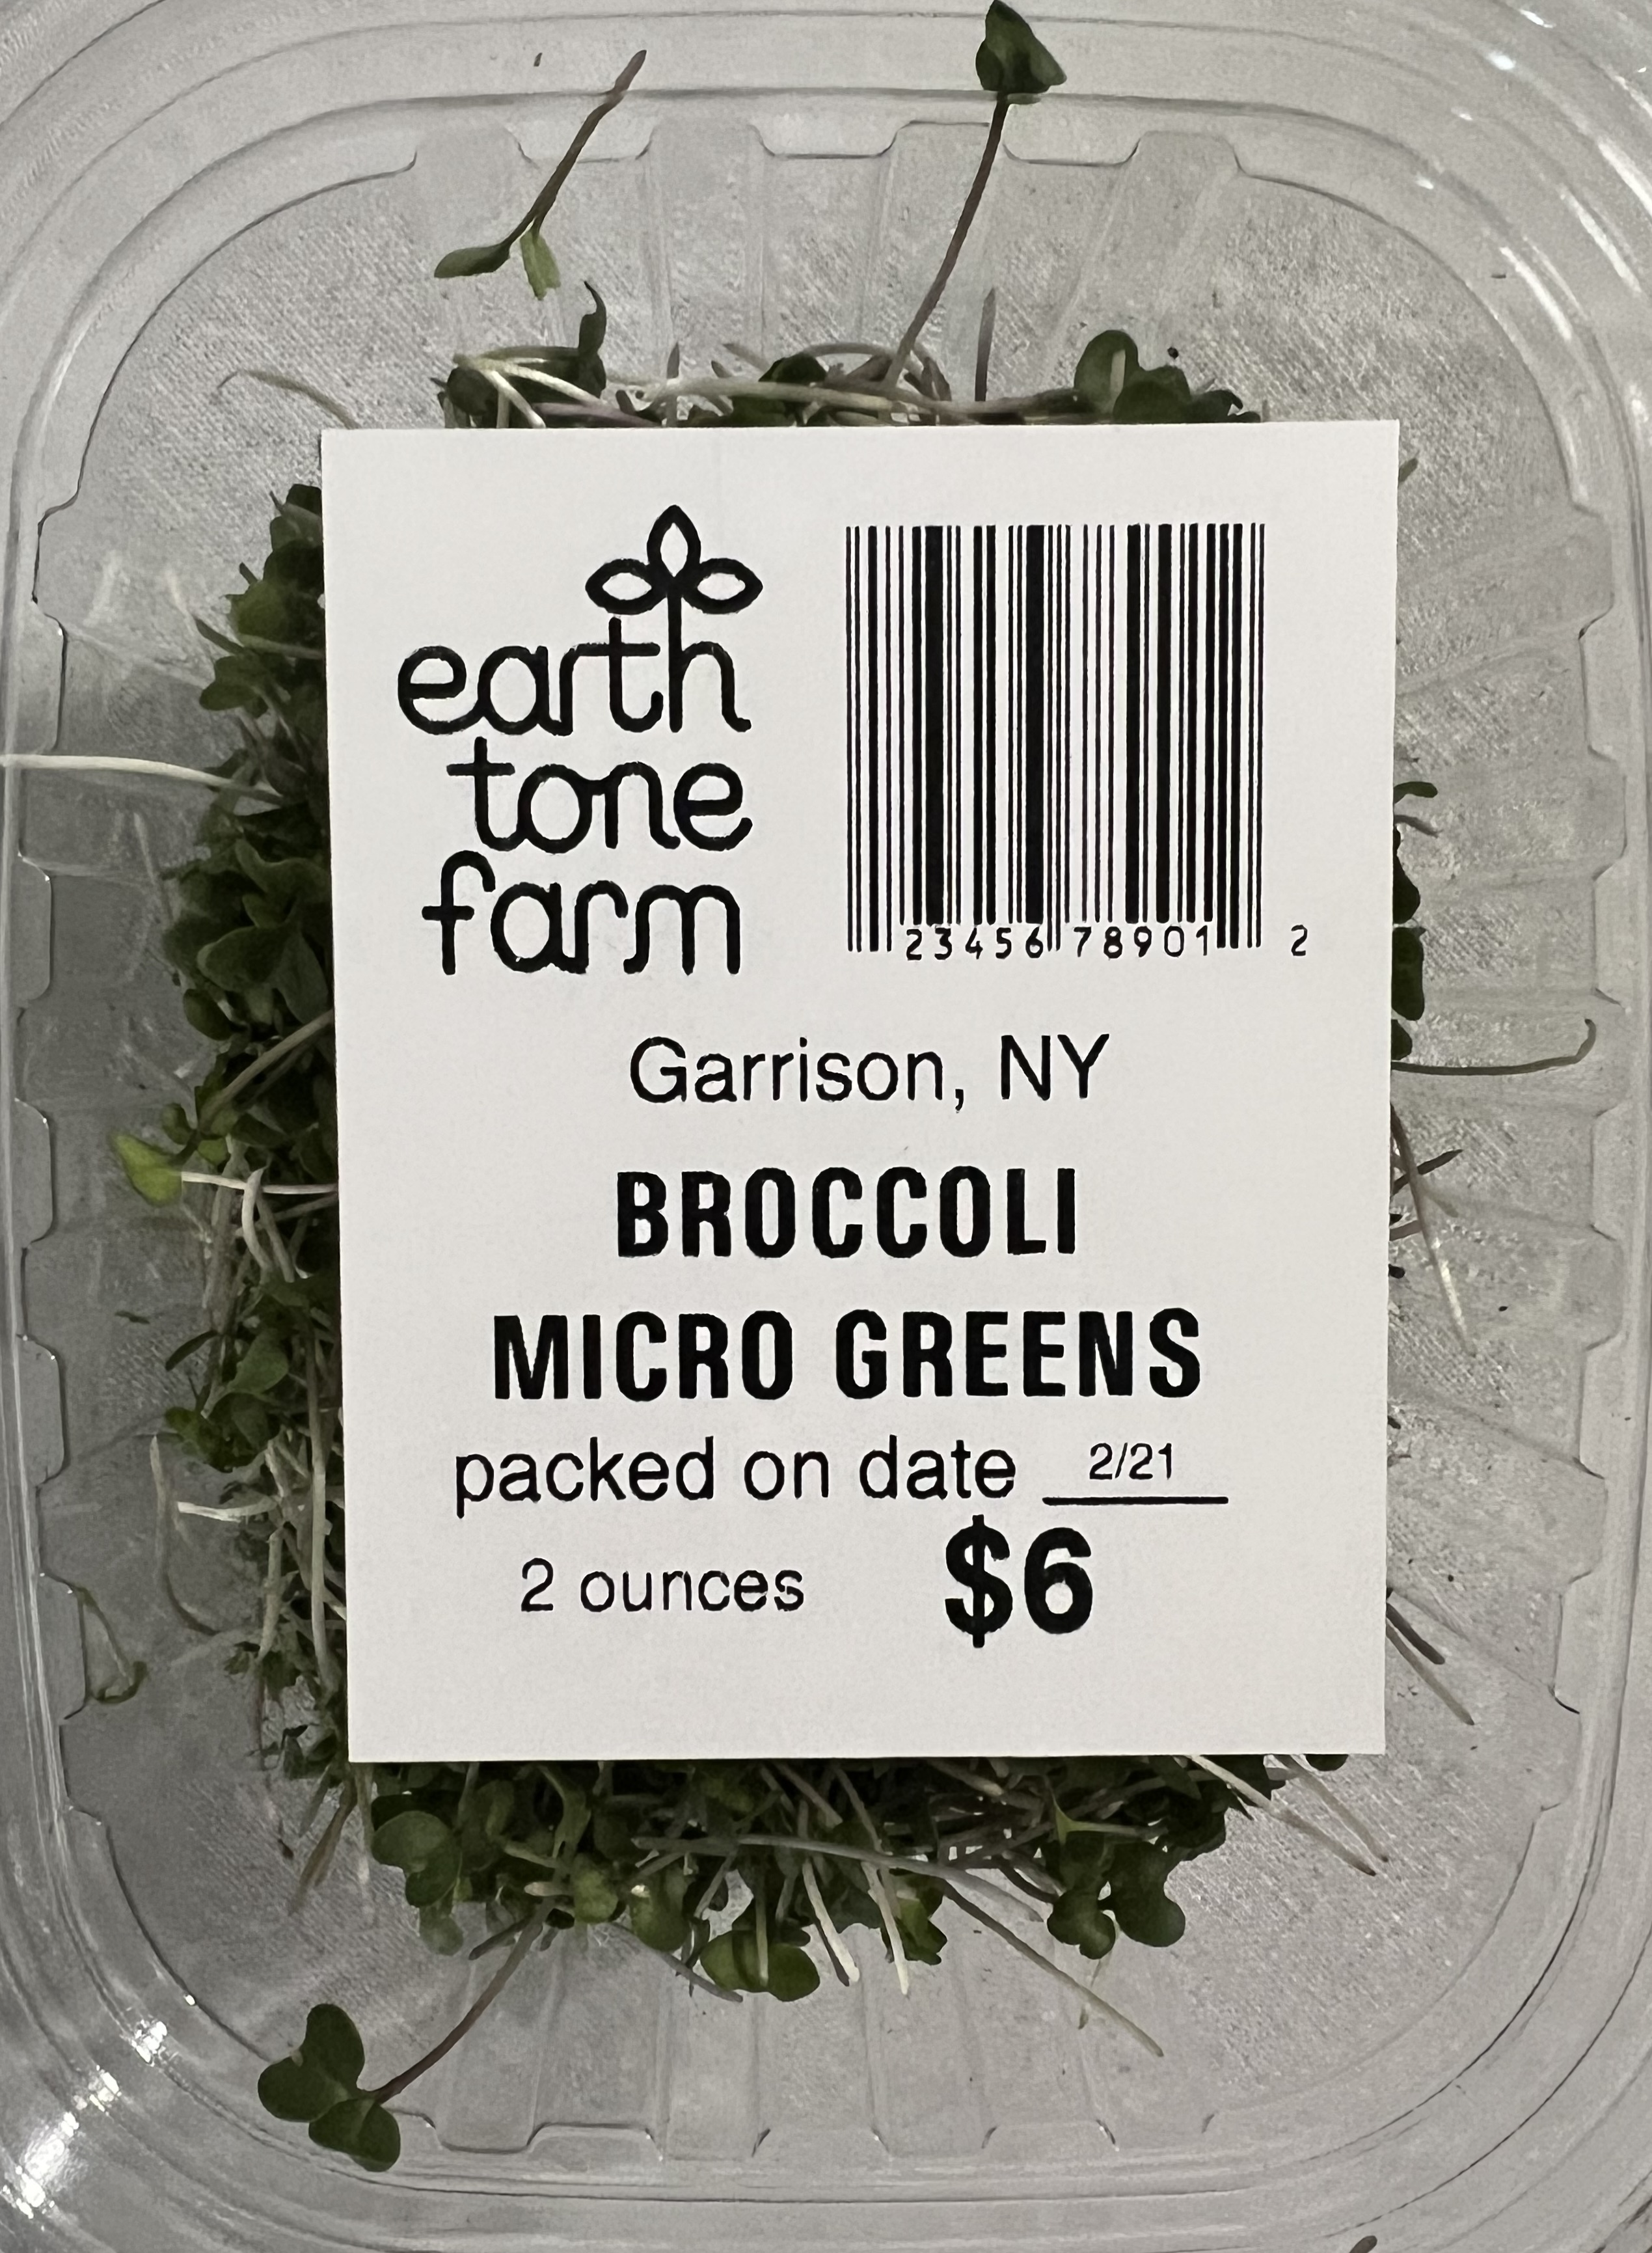 earth
tone
farm
23456 78901 2
Garrison, NY
BROCCOLI
MICRO GREENS
packed on date 2/21
2 ounces $6